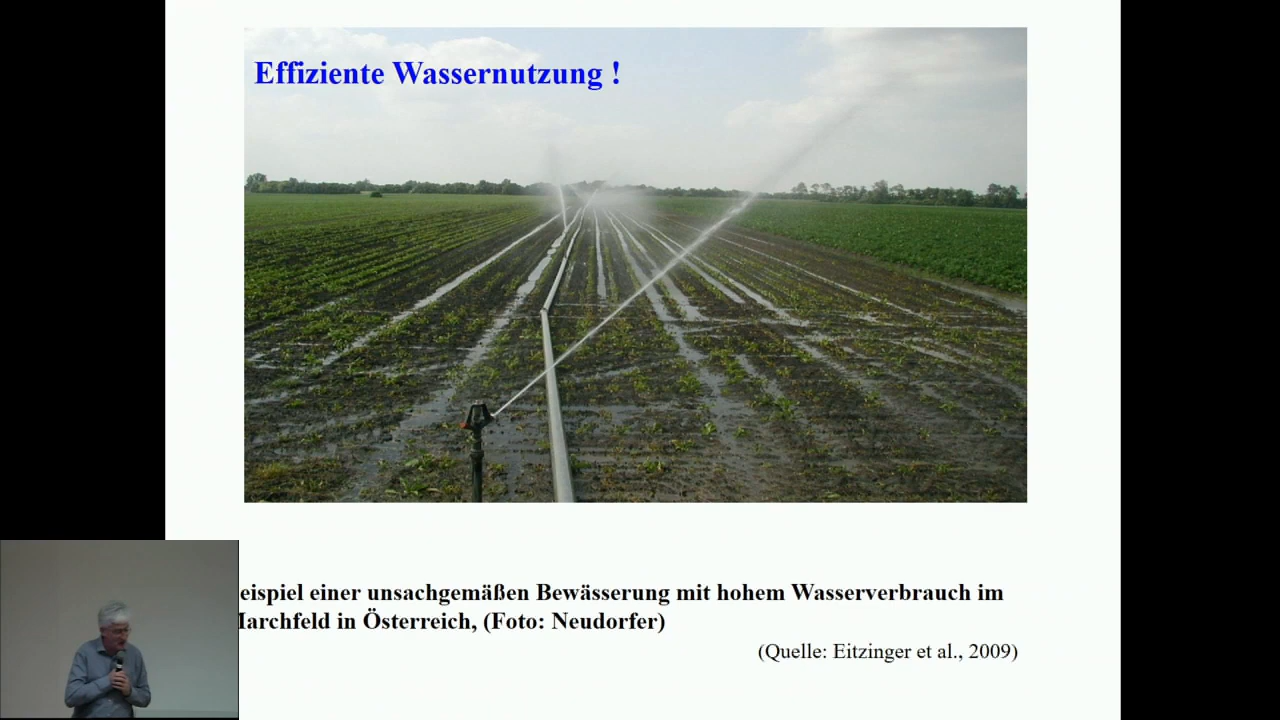 Effiziente Wassernutzung !
eispiel einer unsachgemäßen Bewässerung mit hohem Wasserverbrauch im
archfeld in Österreich, (Foto: Neudorfer)
(Quelle: Eitzinger et al., 2009)